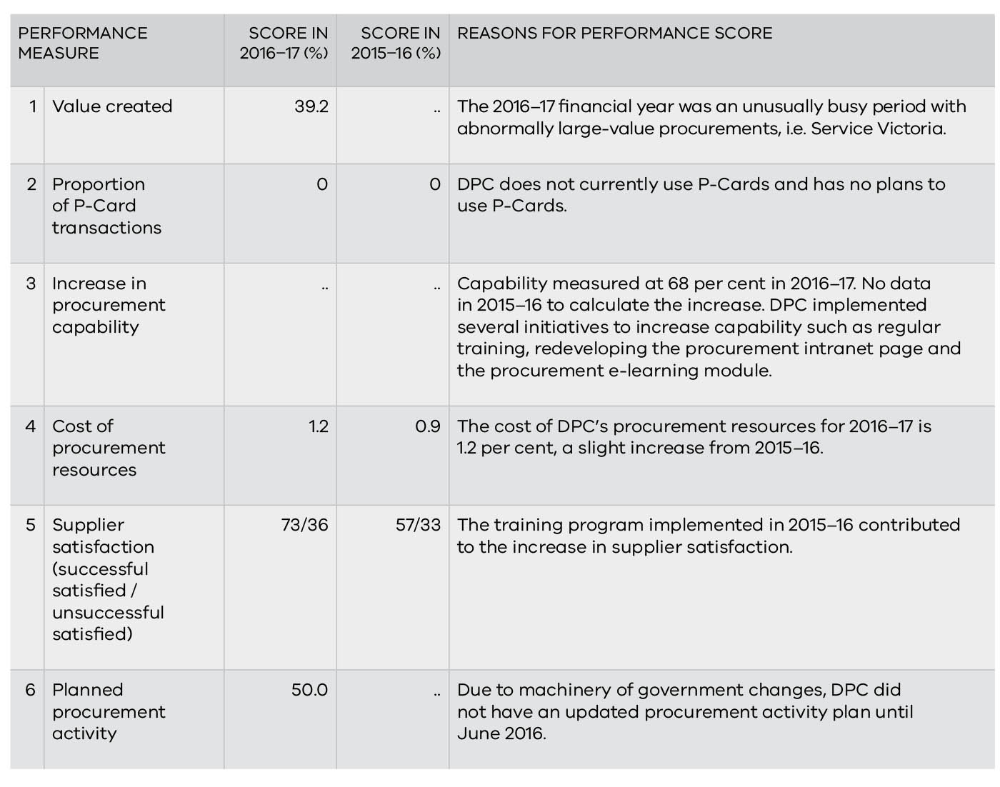 PERFORMANCE MEASURE
SCORE IN 2016–17 (%)
SCORE IN 2015–16 (%)
REASONS FOR PERFORMANCE SCORE
1 Value created 39.2 .. The 2016–17 financial year was an unusually busy period with
abnormally large-value procurements, i.e. Service Victoria.
2 Proportion 0 0 DPC does not currently use P-Cards and has no plans to
of P-Card use P-Cards.
transactions
3 Increase in .. .. Capability measured at 68 per cent in 2016–17. No data
procurement in 2015–16 to calculate the increase. DPC implemented
capability several initiatives to increase capability such as regular
training, redeveloping the procurement intranet page and
the procurement e-learning module.
4 Cost of 1.2 0.9 The cost of DPC’s procurement resources for 2016–17 is
procurement 1.2 per cent, a slight increase from 2015–16.
resources
5 Supplier 73/36 57/33 The training program implemented in 2015–16 contributed
satisfaction to the increase in supplier satisfaction.
(successful
satisfied /
unsuccessful
satisfied)
6 Planned 50.0 .. Due to machinery of government changes, DPC did
procurement not have an updated procurement activity plan until
activity June 2016.